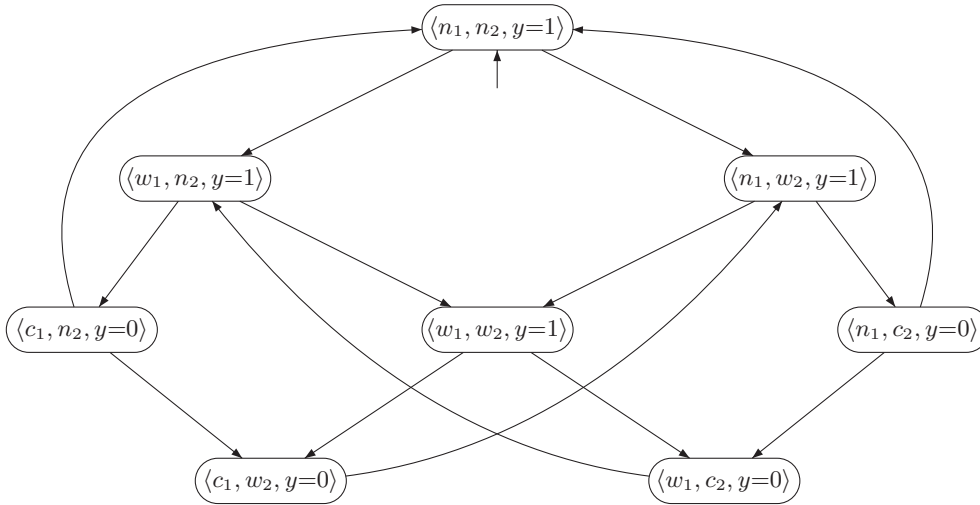 ⟨n₁, n₂, y=1⟩
⟨w₁, n₂, y=1⟩
⟨n₁, w₂, y=1⟩
⟨c₁, n₂, y=0⟩
⟨w₁, w₂, y=1⟩
⟨n₁, c₂, y=0⟩
⟨c₁, w₂, y=0⟩
⟨w₁, c₂, y=0⟩